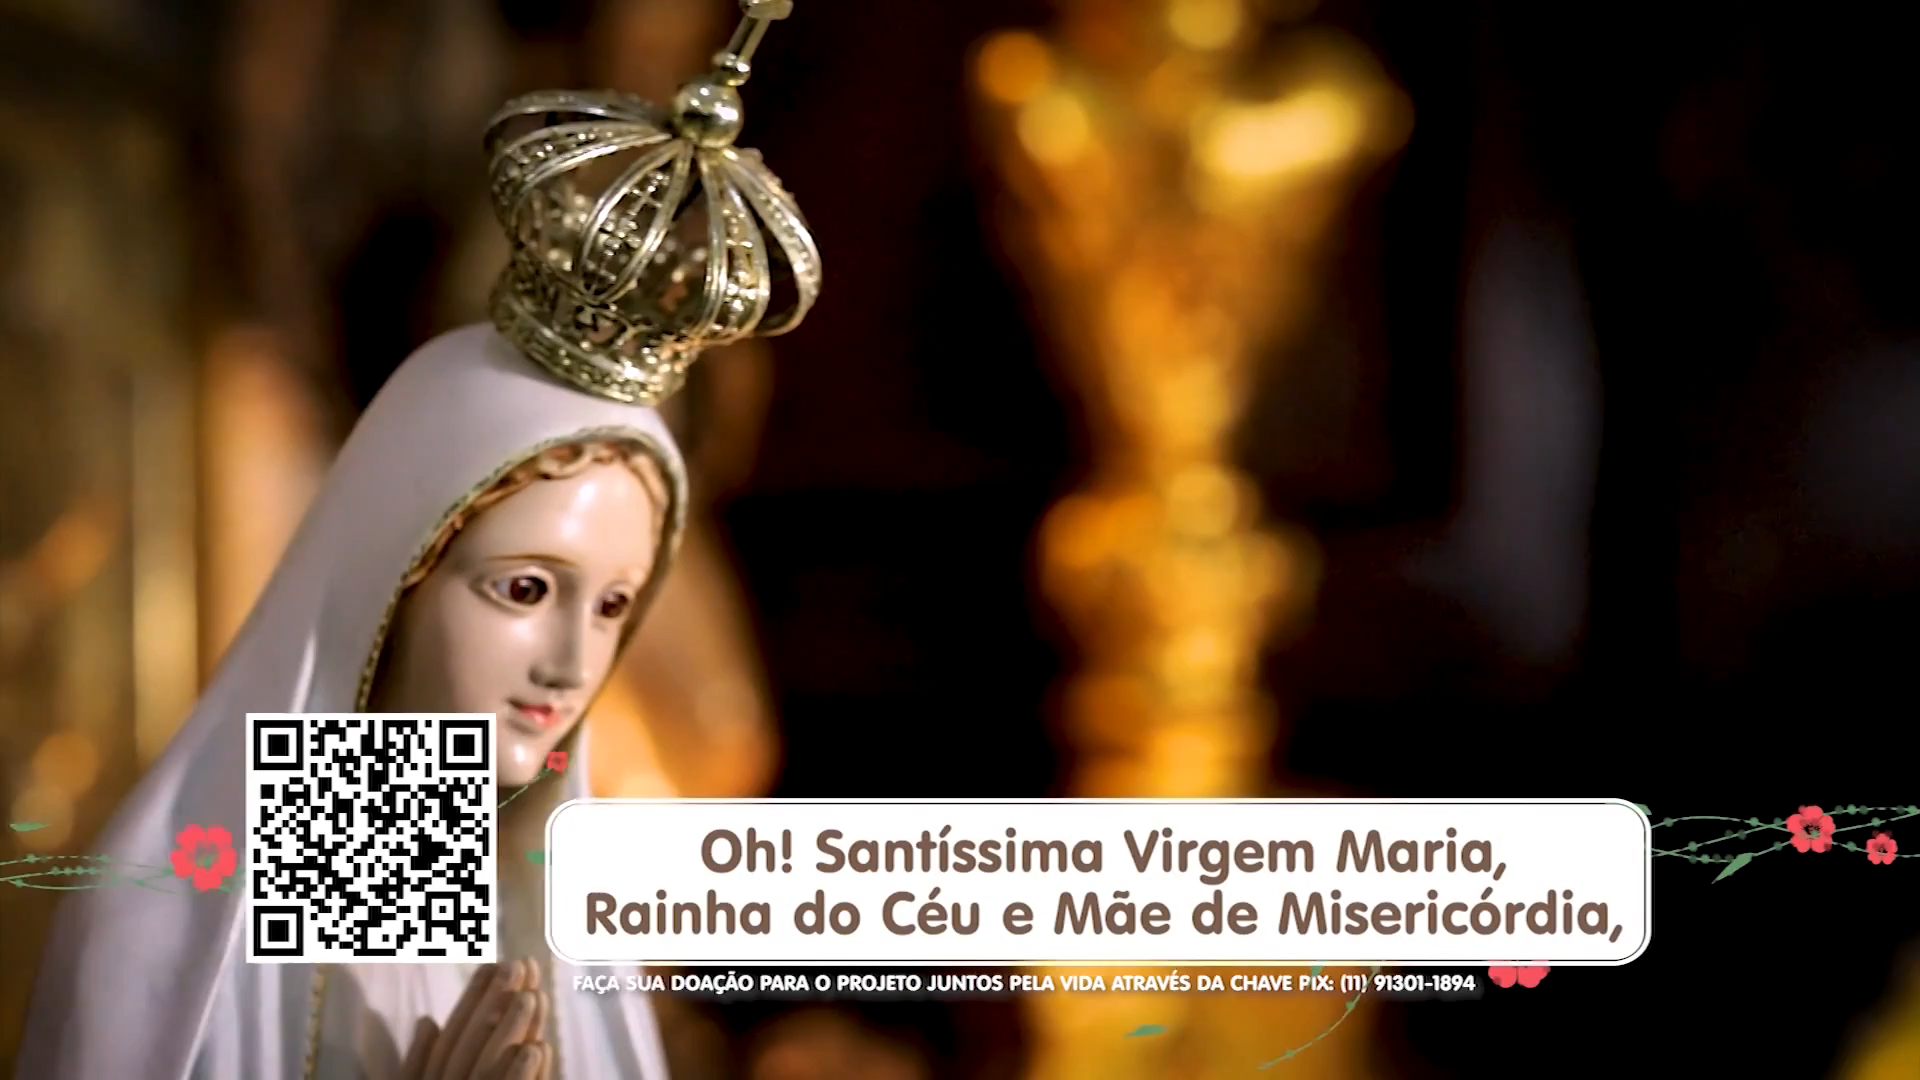 Oh! Santíssima Virgem Maria,
Rainha do Céu e Mãe de Misericórdia,
FAÇA SUA DOAÇÃO PARA O PROJETO JUNTOS PELA VIDA ATRAVÉS DA CHAVE PIX: (11) 91301-1894